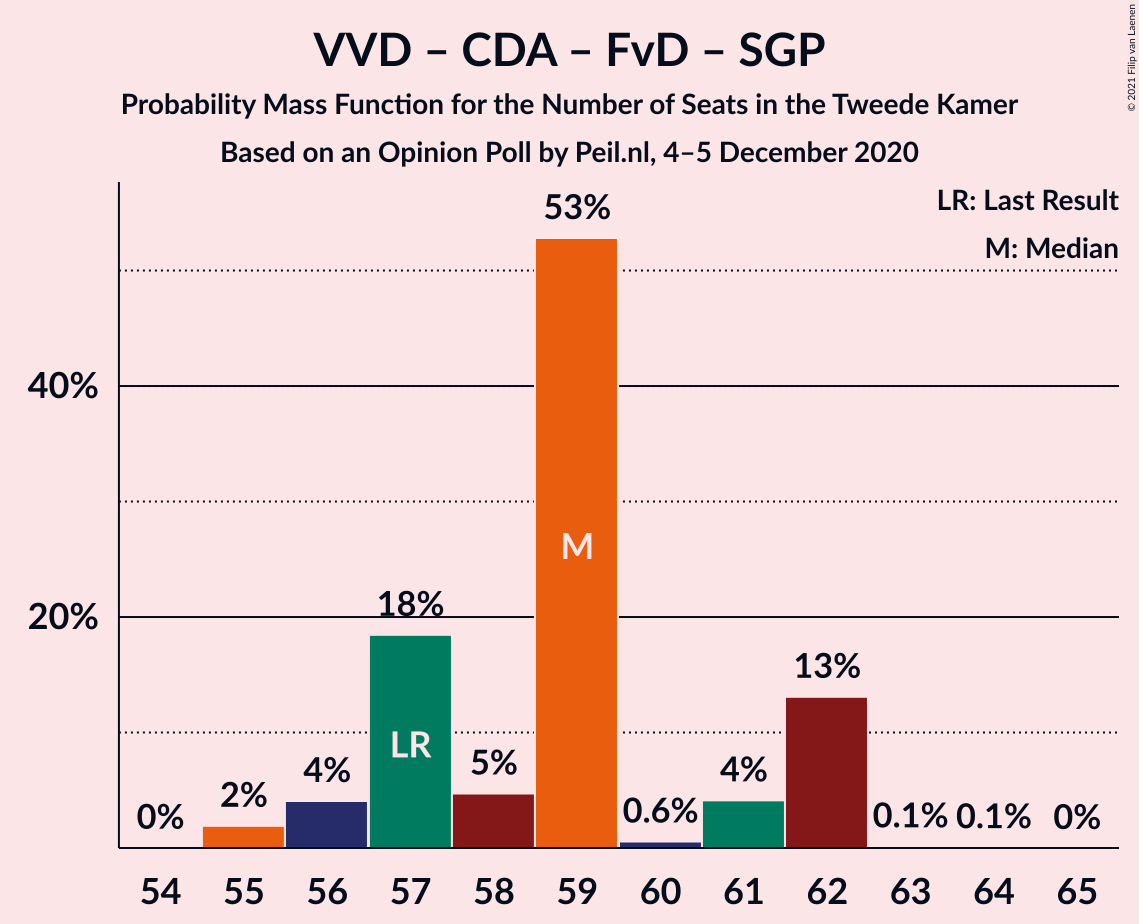 VVD – CDA – FvD – SGP
Probability Mass Function for the Number of Seats in the Tweede Kamer
Based on an Opinion Poll by Peil.nl, 4–5 December 2020
© 2021 Filip van Laenen
LR: Last Result
M: Median
53%
40%
M
18%
20%
13%
LR
4%
5%
4%
2%
0%
0.6%
0.1%
0.1%
0%
54 55 56 57 58 59 60 61 62 63 64 65